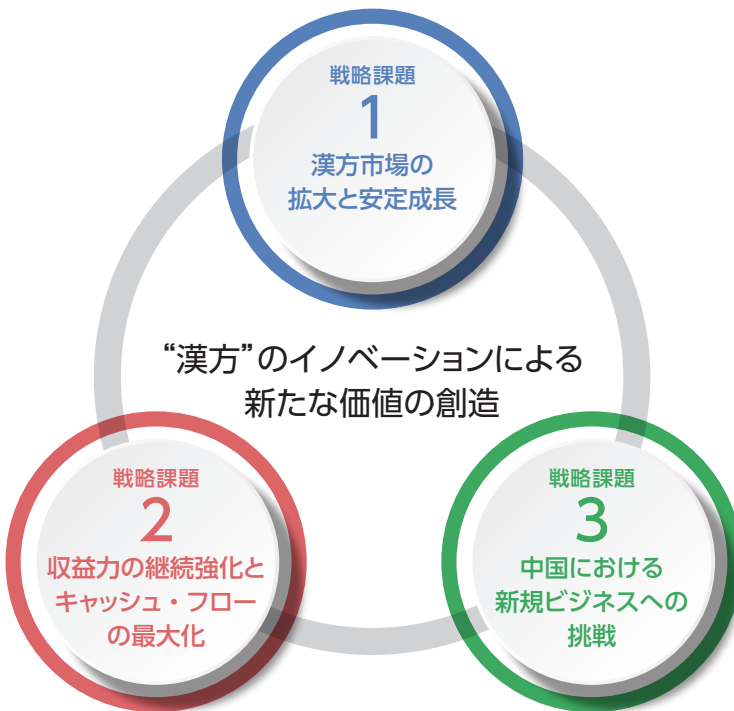 戦略課題
1
漢方市場の
拡大と安定成長
“漢方”のイノベーションによる
新たな価値の創造
戦略課題
2
収益力の継続強化と
キャッシュ・フロー
の最大化
戦略課題
3
中国における
新規ビジネスへの
挑戦